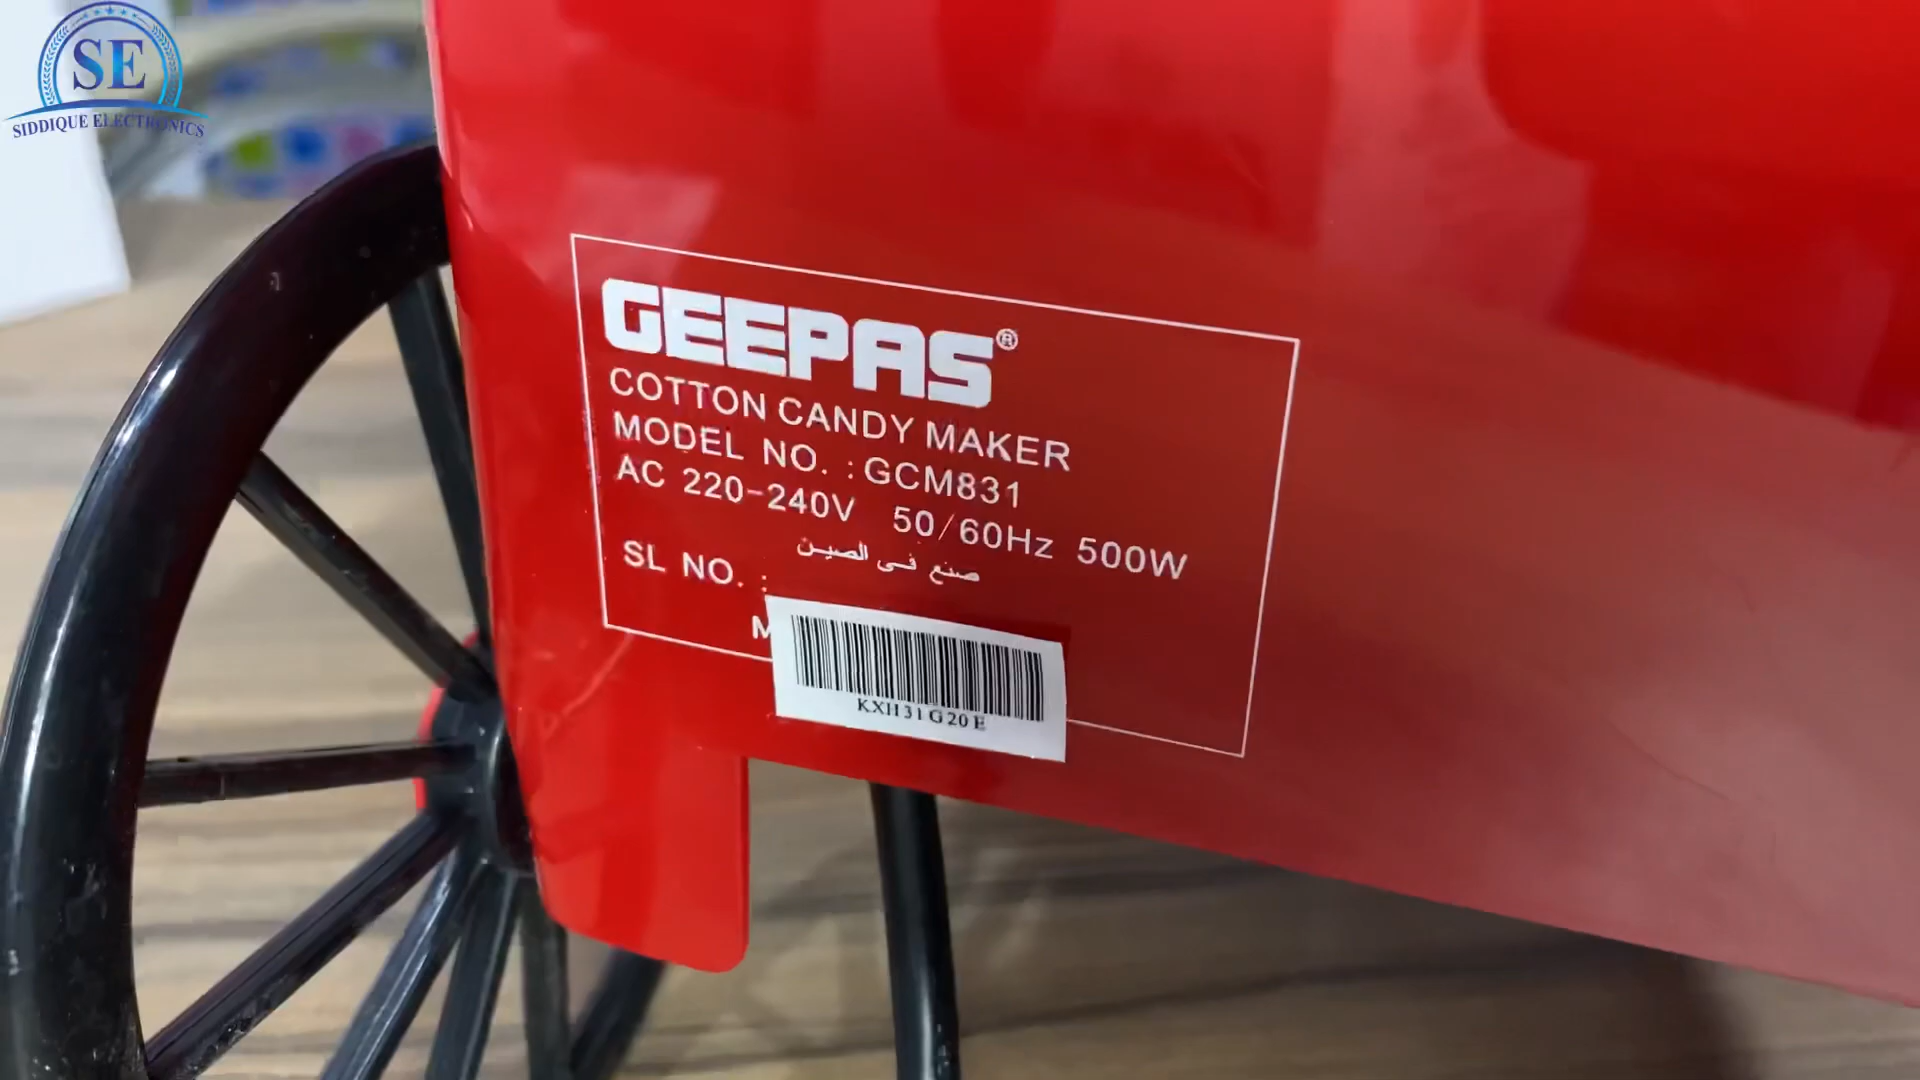 SE
SIDDIQUE ELECTRONICS
GEEPAS®
COTTON CANDY MAKER
MODEL NO. : GCM831
AC 220-240V 50/60Hz 500W
صنع فى الصين
SL NO. :
KXH31G20E